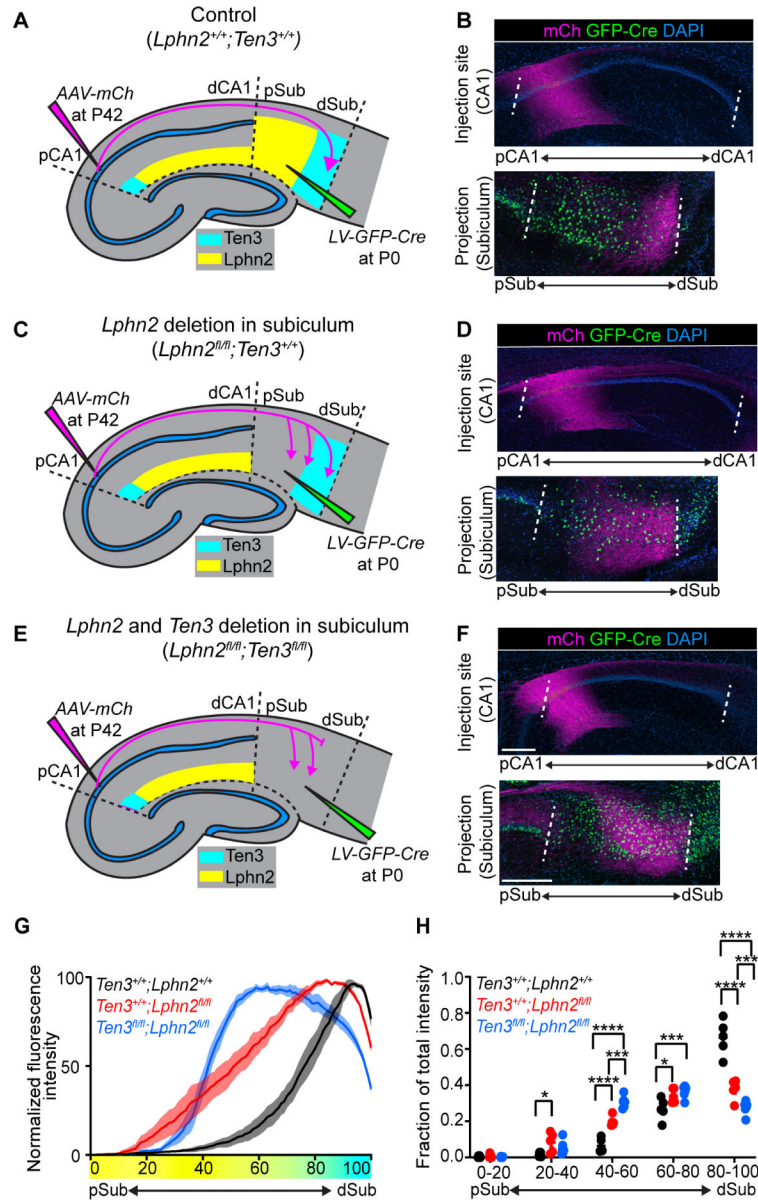 A
Control
(Lphn2+/+;Ten3+/+)
AAV-mCh
at P42
dCA1
pSub
dSub
pCA1
Ten3
Lphn2
LV-GFP-Cre
at P0
B
mCh GFP-Cre DAPI
Injection site
(CA1)
pCA1
dCA1
Projection
(Subiculum)
pSub
dSub
C
Lphn2 deletion in subiculum
(Lphn2fl/fl;Ten3+/+)
AAV-mCh
at P42
dCA1
pSub
dSub
pCA1
Ten3
Lphn2
LV-GFP-Cre
at P0
D
mCh GFP-Cre DAPI
Injection site
(CA1)
pCA1
dCA1
Projection
(Subiculum)
pSub
dSub
E
Lphn2 and Ten3 deletion in subiculum
(Lphn2fl/fl;Ten3fl/fl)
AAV-mCh
at P42
dCA1
pSub
dSub
pCA1
Ten3
Lphn2
LV-GFP-Cre
at P0
F
mCh GFP-Cre DAPI
Injection site
(CA1)
pCA1
dCA1
Projection
(Subiculum)
pSub
dSub
G
Ten3+/+;Lphn2+/+
Ten3+/+;Lphn2fl/fl
Ten3fl/fl;Lphn2fl/fl
Normalized fluorescence
intensity
100
50
0
0 20 40 60 80 100
pSub
dSub
H
Ten3+/+;Lphn2+/+
Ten3+/+;Lphn2fl/fl
Ten3fl/fl;Lphn2fl/fl
Fraction of total intensity
1.0
0.8
0.6
0.4
0.2
0.0
*
****
***
****
*
***
****
***
****
0-20 20-40 40-60 60-80 80-100
pSub
dSub